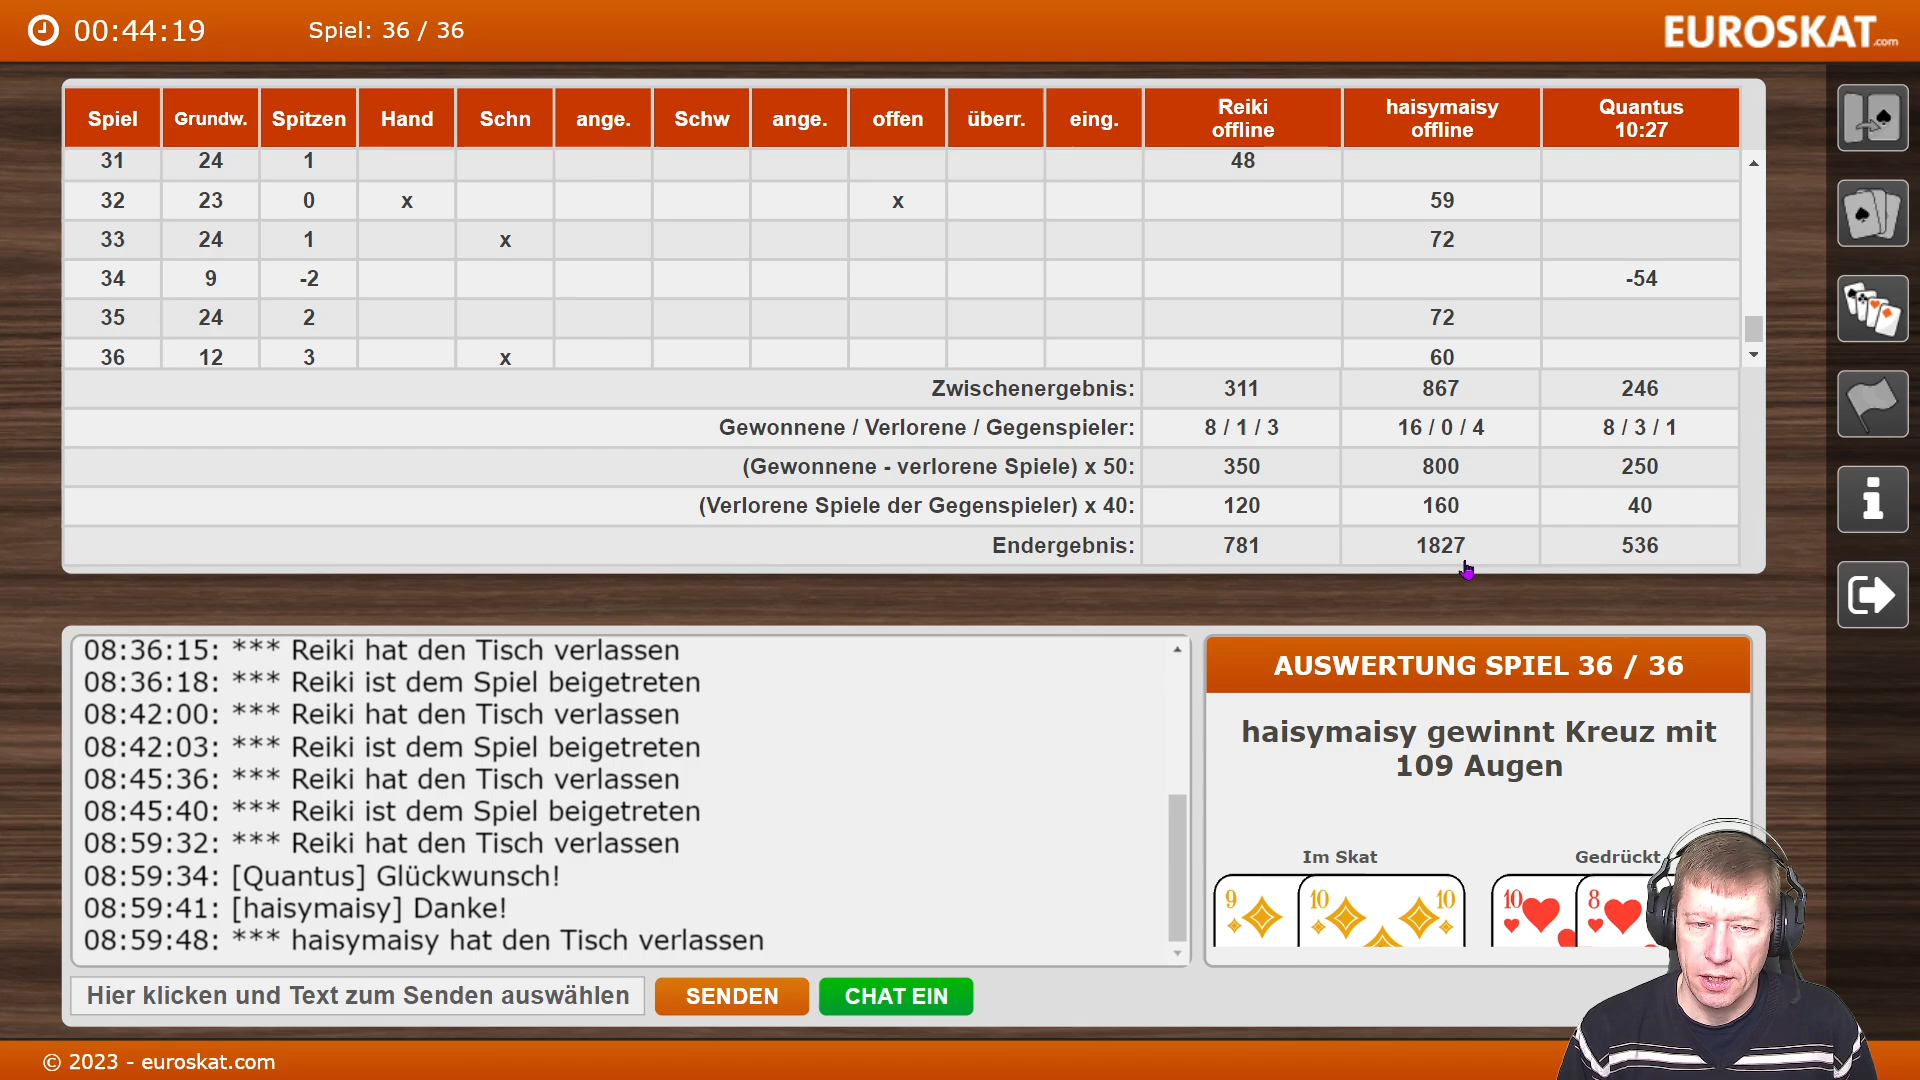 00:44:19 Spiel: 36 / 36 EUROSKAT.com
Spiel Grundw. Spitzen Hand Schn ange. Schw ange. offen überr. eing. Reiki offline haisymaisy offline Quantus 10:27
31 24 1 48
32 23 0 x x 59
33 24 1 x 72
34 9 -2 -54
35 24 2 72
36 12 3 x 60
Zwischenergebnis: 311 867 246
Gewonnene / Verlorene / Gegenspieler: 8 / 1 / 3 16 / 0 / 4 8 / 3 / 1
(Gewonnene - verlorene Spiele) x 50: 350 800 250
(Verlorene Spiele der Gegenspieler) x 40: 120 160 40
Endergebnis: 781 1827 536
08:36:15: *** Reiki hat den Tisch verlassen
08:36:18: *** Reiki ist dem Spiel beigetreten
08:42:00: *** Reiki hat den Tisch verlassen
08:42:03: *** Reiki ist dem Spiel beigetreten
08:45:36: *** Reiki hat den Tisch verlassen
08:45:40: *** Reiki ist dem Spiel beigetreten
08:59:32: *** Reiki hat den Tisch verlassen
08:59:34: [Quantus] Glückwunsch!
08:59:41: [haisymaisy] Danke!
08:59:48: *** haisymaisy hat den Tisch verlassen
Hier klicken und Text zum Senden auswählen SENDEN CHAT EIN
AUSWERTUNG SPIEL 36 / 36
haisymaisy gewinnt Kreuz mit
109 Augen
Im Skat Gedrückt
9 10 10 10 8
© 2023 - euroskat.com